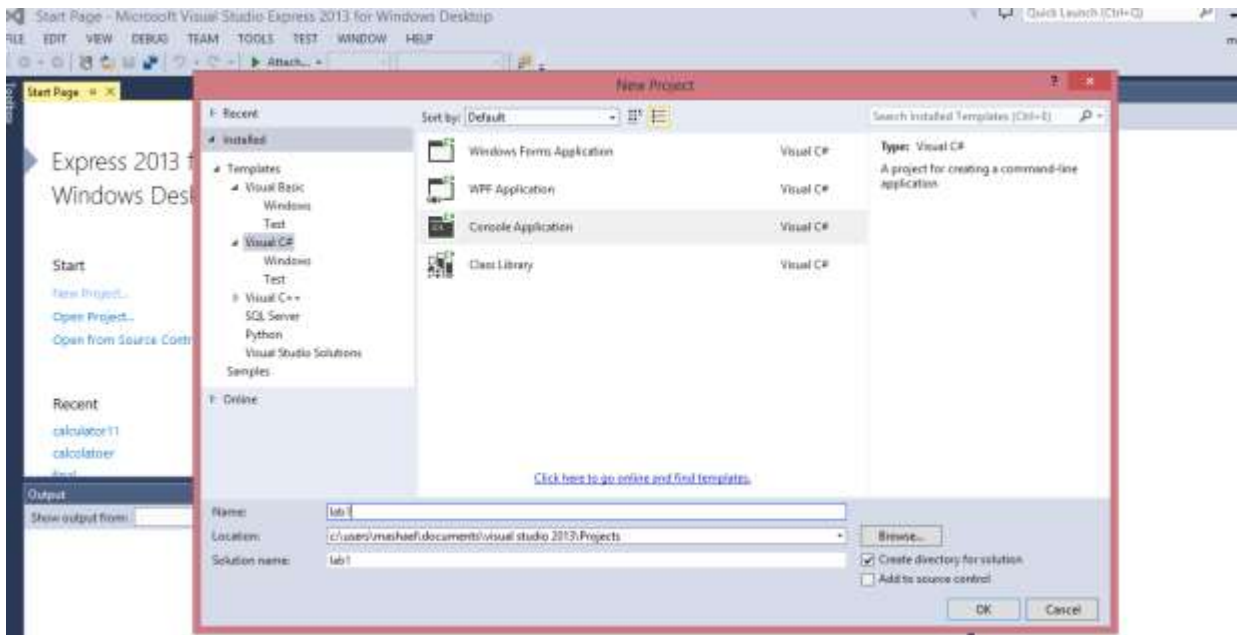 Start Page - Microsoft Visual Studio Express 2013 for Windows Desktop
Quick Launch (Ctrl+Q)
FILE EDIT VIEW DEBUG TEAM TOOLS TEST WINDOW HELP
Attach...
Toolbox
Start Page
Express 2013 f
Windows Desk
Start
New Project...
Open Project...
Open from Source Contr
Recent
calculator11
calcolatoer
final
Output
Show output from:
New Project
? x
Recent
Installed
Templates
Visual Basic
Windows
Test
Visual C#
Windows
Test
Visual C++
SQL Server
Python
Visual Studio Solutions
Samples
Online
Sort by: Default
Windows Forms Application Visual C#
WPF Application Visual C#
Console Application Visual C#
Class Library Visual C#
Click here to go online and find templates.
Search Installed Templates (Ctrl+E)
Type: Visual C#
A project for creating a command-line
application
Name: lab1
Location: c:\users\mashael\documents\visual studio 2013\Projects
Solution name: lab1
Browse...
Create directory for solution
Add to source control
OK Cancel